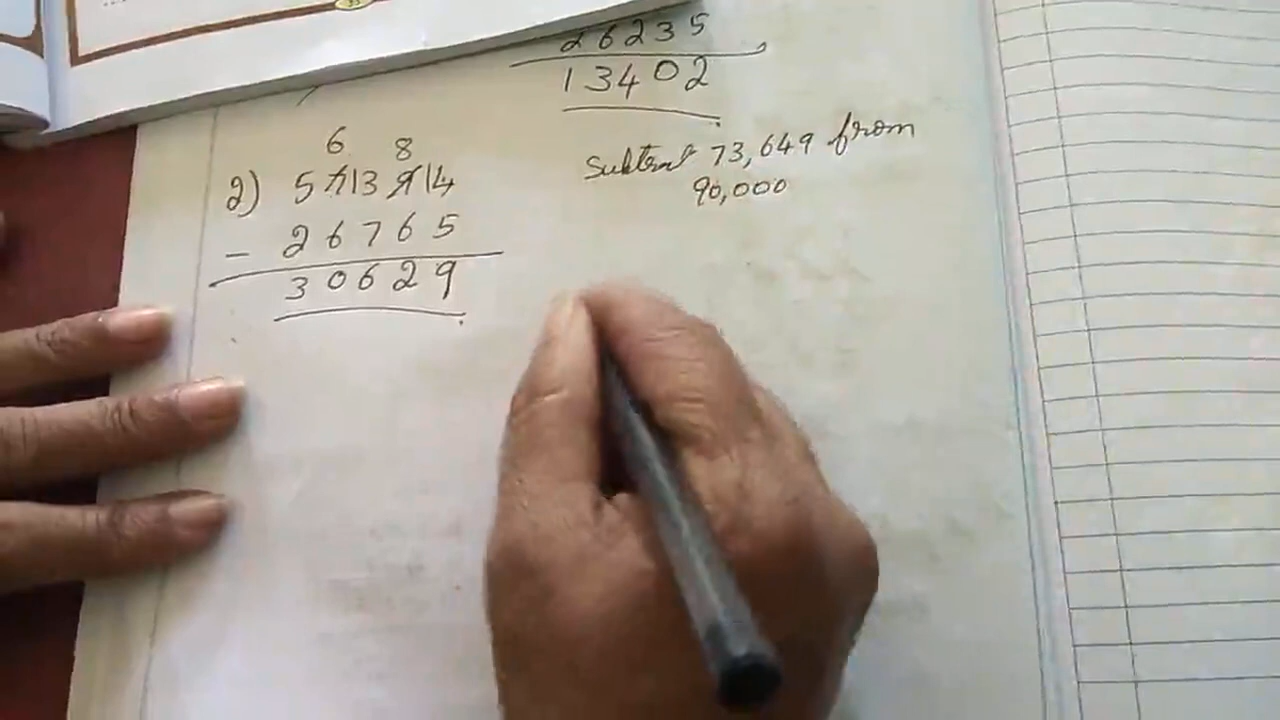 26235
13402
6 8
2) 5 7 13 9 14
- 2 6 7 6 5
3 0 6 2 9
Subtract 73,649 from
90,000